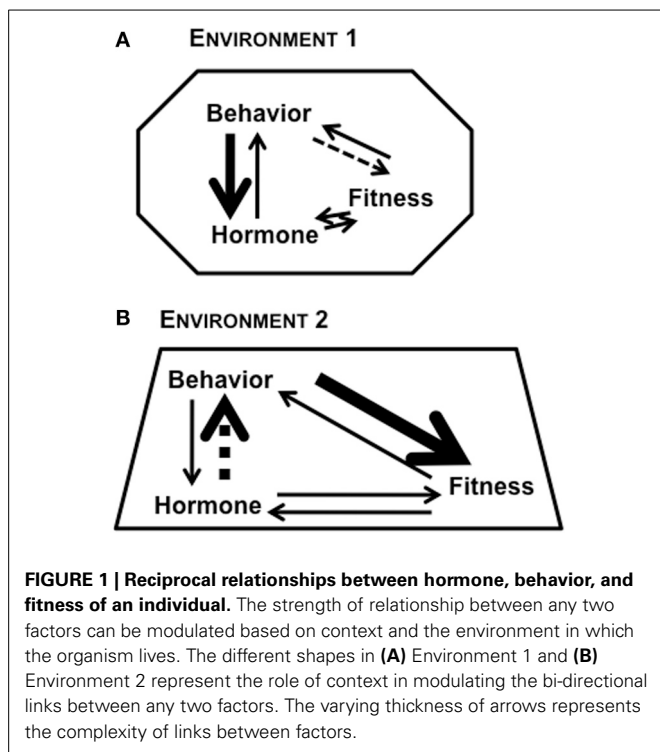 A ENVIRONMENT 1
Behavior
Fitness
Hormone
B ENVIRONMENT 2
Behavior
Fitness
Hormone
FIGURE 1 | Reciprocal relationships between hormone, behavior, and
fitness of an individual. The strength of relationship between any two
factors can be modulated based on context and the environment in which
the organism lives. The different shapes in (A) Environment 1 and (B)
Environment 2 represent the role of context in modulating the bi-directional
links between any two factors. The varying thickness of arrows represents
the complexity of links between factors.